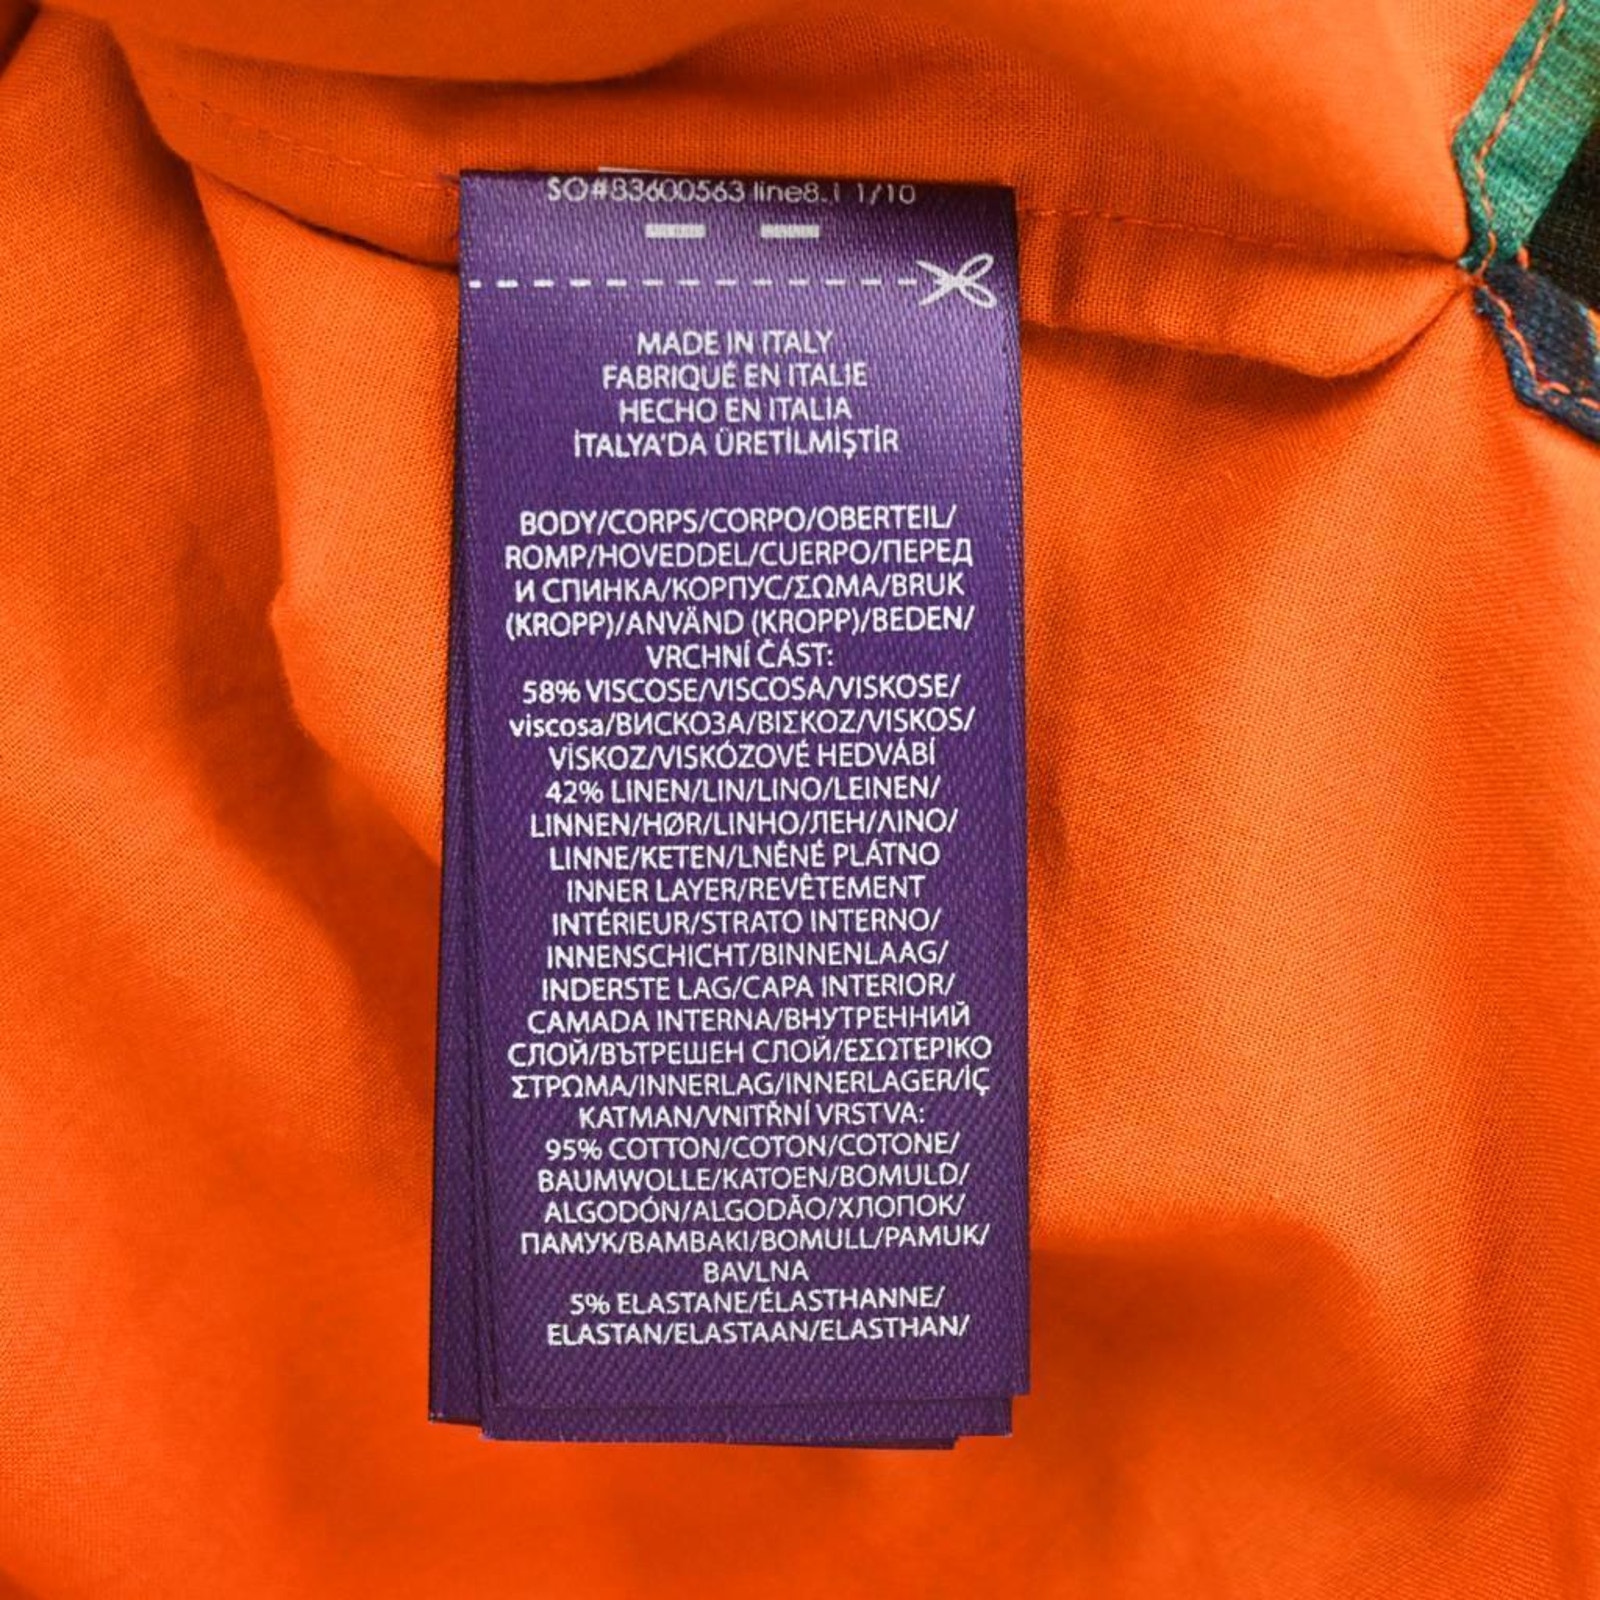 SO#83600563 line8.1 1/10
MADE IN ITALY
FABRIQUÉ EN ITALIE
HECHO EN ITALIA
İTALYA'DA ÜRETİLMİŞTİR
BODY/CORPS/CORPO/OBERTEIL/
ROMP/HOVEDDEL/CUERPO/ПЕРЕД
И СПИНКА/КОРПУС/ΣΩΜΑ/BRUK
(KROPP)/ANVÄND (KROPP)/BEDEN/
VRCHNÍ ČÁST:
58% VISCOSE/VISCOSA/VISKOSE/
viscosa/ВИСКОЗА/ΒΙΣΚΟΖ/VISKOS/
VİSKOZ/VISKÓZOVÉ HEDVÁBÍ
42% LINEN/LIN/LINO/LEINEN/
LINNEN/HØR/LINHO/ЛЕН/ΛΙΝΟ/
LINNE/KETEN/LNĚNÉ PLÁTNO
INNER LAYER/REVÊTEMENT
INTÉRIEUR/STRATO INTERNO/
INNENSCHICHT/BINNENLAAG/
INDERSTE LAG/CAPA INTERIOR/
CAMADA INTERNA/ВНУТРЕННИЙ
СЛОЙ/ВЪТРЕШЕН СЛОЙ/ΕΣΩΤΕΡΙΚΟ
ΣΤΡΩΜΑ/INNERLAG/INNERLAGER/İÇ
KATMAN/VNITŘNÍ VRSTVA:
95% COTTON/COTON/COTONE/
BAUMWOLLE/KATOEN/BOMULD/
ALGODÓN/ALGODÃO/ХЛОПОК/
ПАМУК/ΒΑΜΒΑΚΙ/BOMULL/PAMUK/
BAVLNA
5% ELASTANE/ÉLASTHANNE/
ELASTAN/ELASTAAN/ELASTHAN/